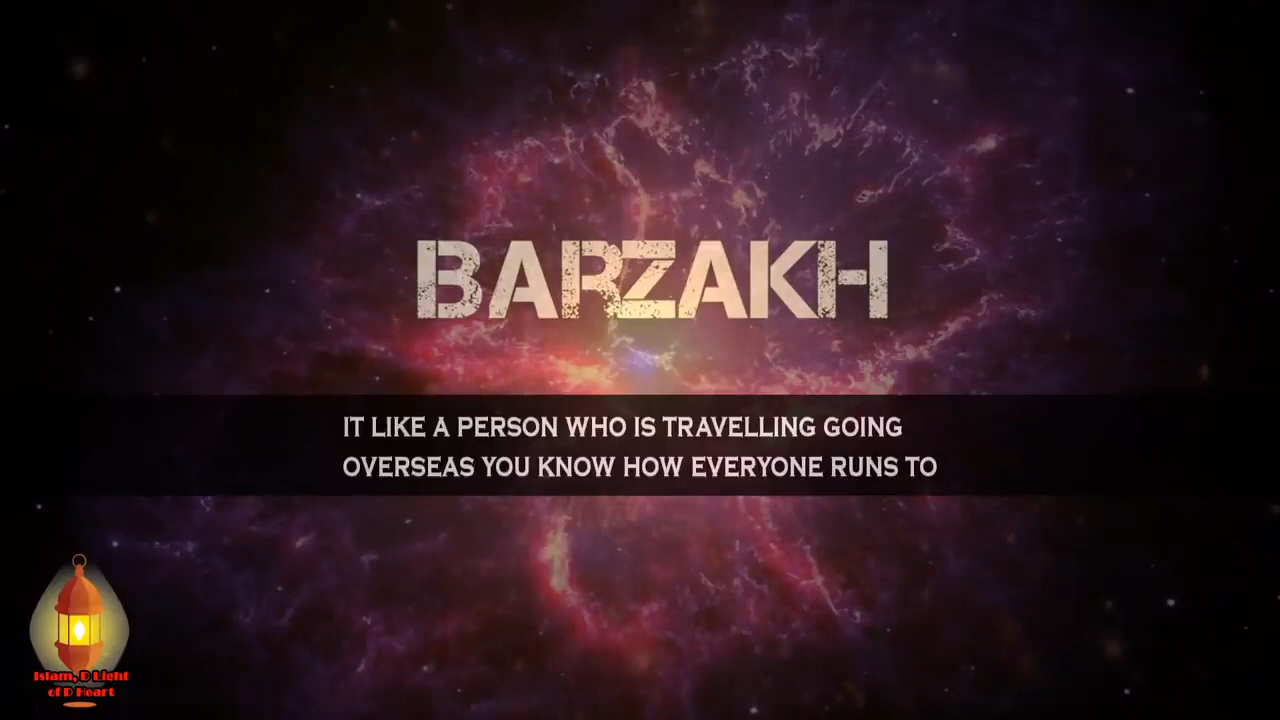 BARZAKH
IT LIKE A PERSON WHO IS TRAVELLING GOING
OVERSEAS YOU KNOW HOW EVERYONE RUNS TO
Islam, D Light
of D Heart